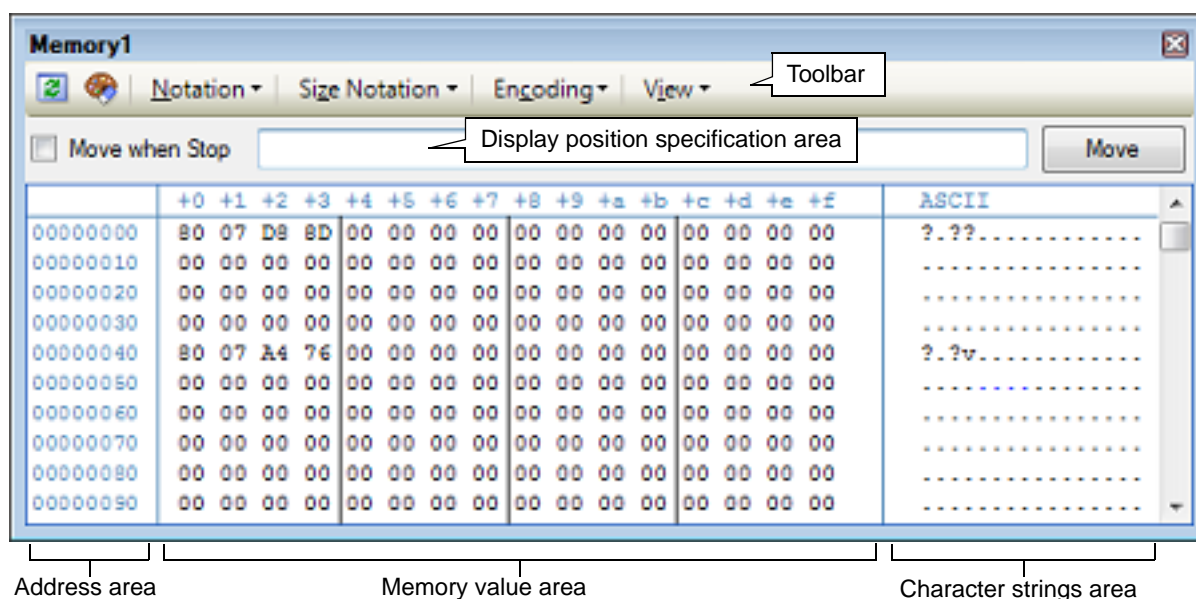 Memory1
Notation Size Notation Encoding View Toolbar
Move when Stop Display position specification area Move
+0 +1 +2 +3 +4 +5 +6 +7 +8 +9 +a +b +c +d +e +f ASCII
00000000 80 07 D8 8D 00 00 00 00 00 00 00 00 00 00 00 00 ?.??............
00000010 00 00 00 00 00 00 00 00 00 00 00 00 00 00 00 00 ................
00000020 00 00 00 00 00 00 00 00 00 00 00 00 00 00 00 00 ................
00000030 00 00 00 00 00 00 00 00 00 00 00 00 00 00 00 00 ................
00000040 80 07 A4 76 00 00 00 00 00 00 00 00 00 00 00 00 ?.?v............
00000050 00 00 00 00 00 00 00 00 00 00 00 00 00 00 00 00 ................
00000060 00 00 00 00 00 00 00 00 00 00 00 00 00 00 00 00 ................
00000070 00 00 00 00 00 00 00 00 00 00 00 00 00 00 00 00 ................
00000080 00 00 00 00 00 00 00 00 00 00 00 00 00 00 00 00 ................
00000090 00 00 00 00 00 00 00 00 00 00 00 00 00 00 00 00 ................
Address area Memory value area Character strings area